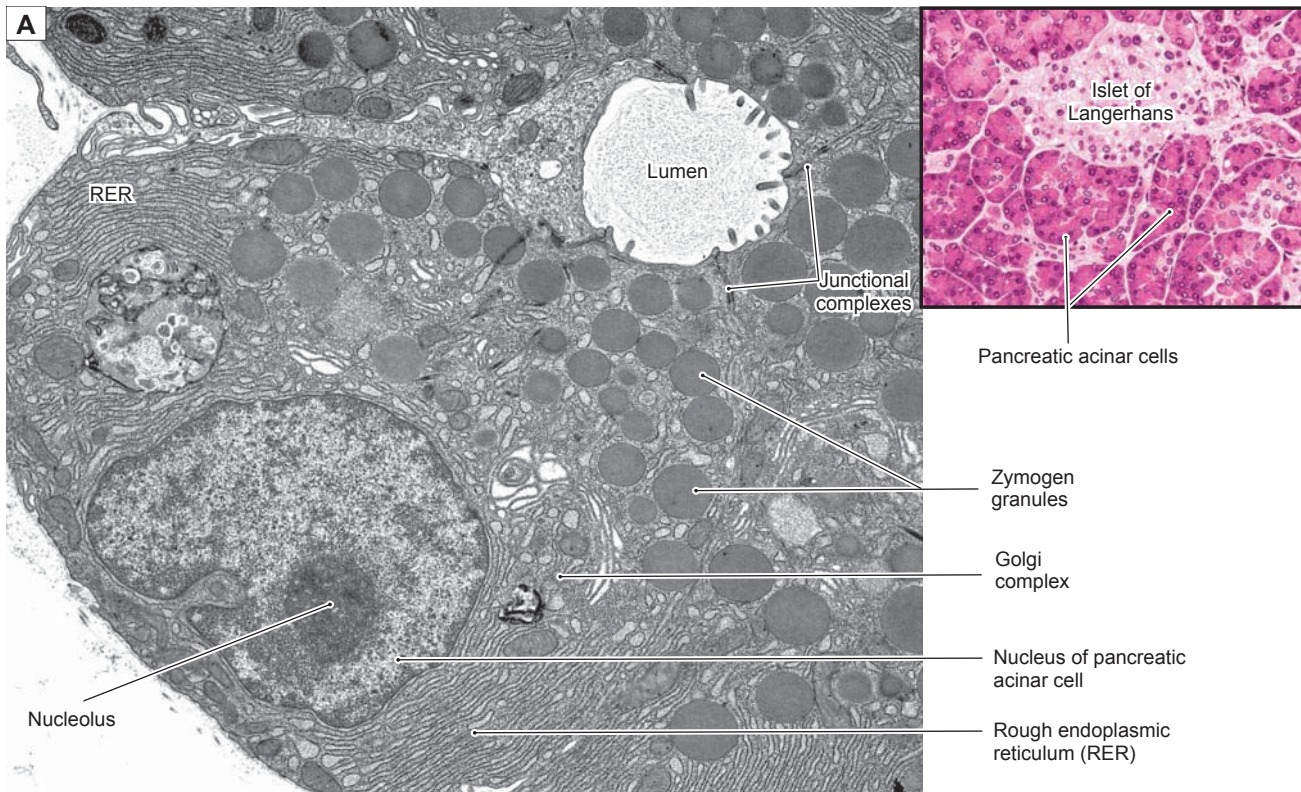 A
Islet of
Langerhans
RER
Lumen
Junctional
complexes
Pancreatic acinar cells
Zymogen
granules
Golgi
complex
Nucleus of pancreatic
acinar cell
Nucleolus
Rough endoplasmic
reticulum (RER)